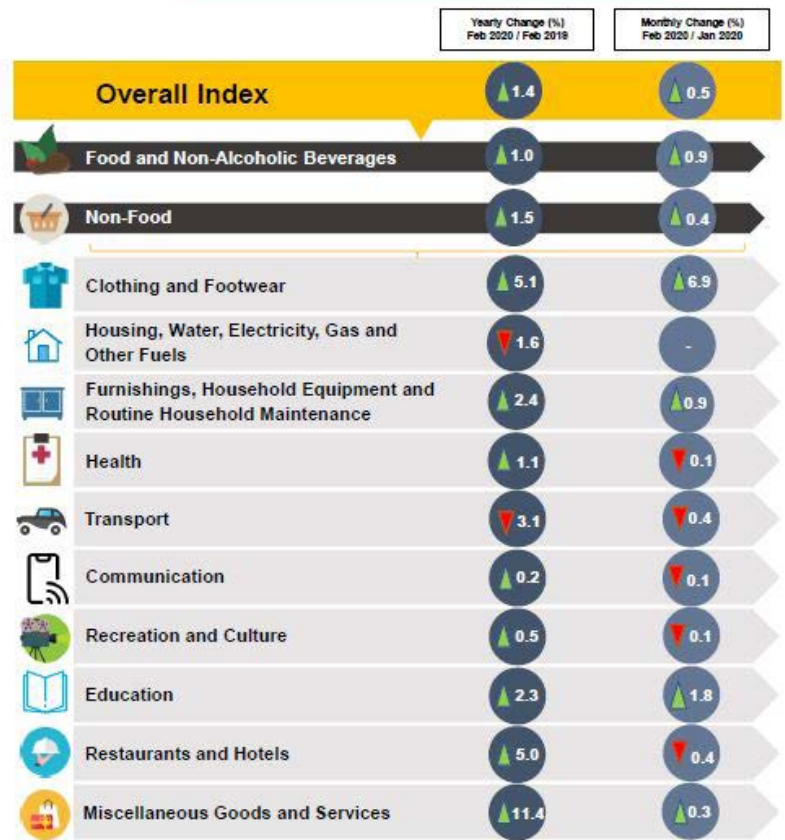 Yearly Change (%)
Feb 2020 / Feb 2019
Monthly Change (%)
Feb 2020 / Jan 2020
Overall Index
1.4
0.5
Food and Non-Alcoholic Beverages
1.0
0.9
Non-Food
1.5
0.4
Clothing and Footwear
5.1
6.9
Housing, Water, Electricity, Gas and
Other Fuels
1.6
-
Furnishings, Household Equipment and
Routine Household Maintenance
2.4
0.9
Health
1.1
0.1
Transport
3.1
0.4
Communication
0.2
0.1
Recreation and Culture
0.5
0.1
Education
2.3
1.8
Restaurants and Hotels
5.0
0.4
Miscellaneous Goods and Services
11.4
0.3